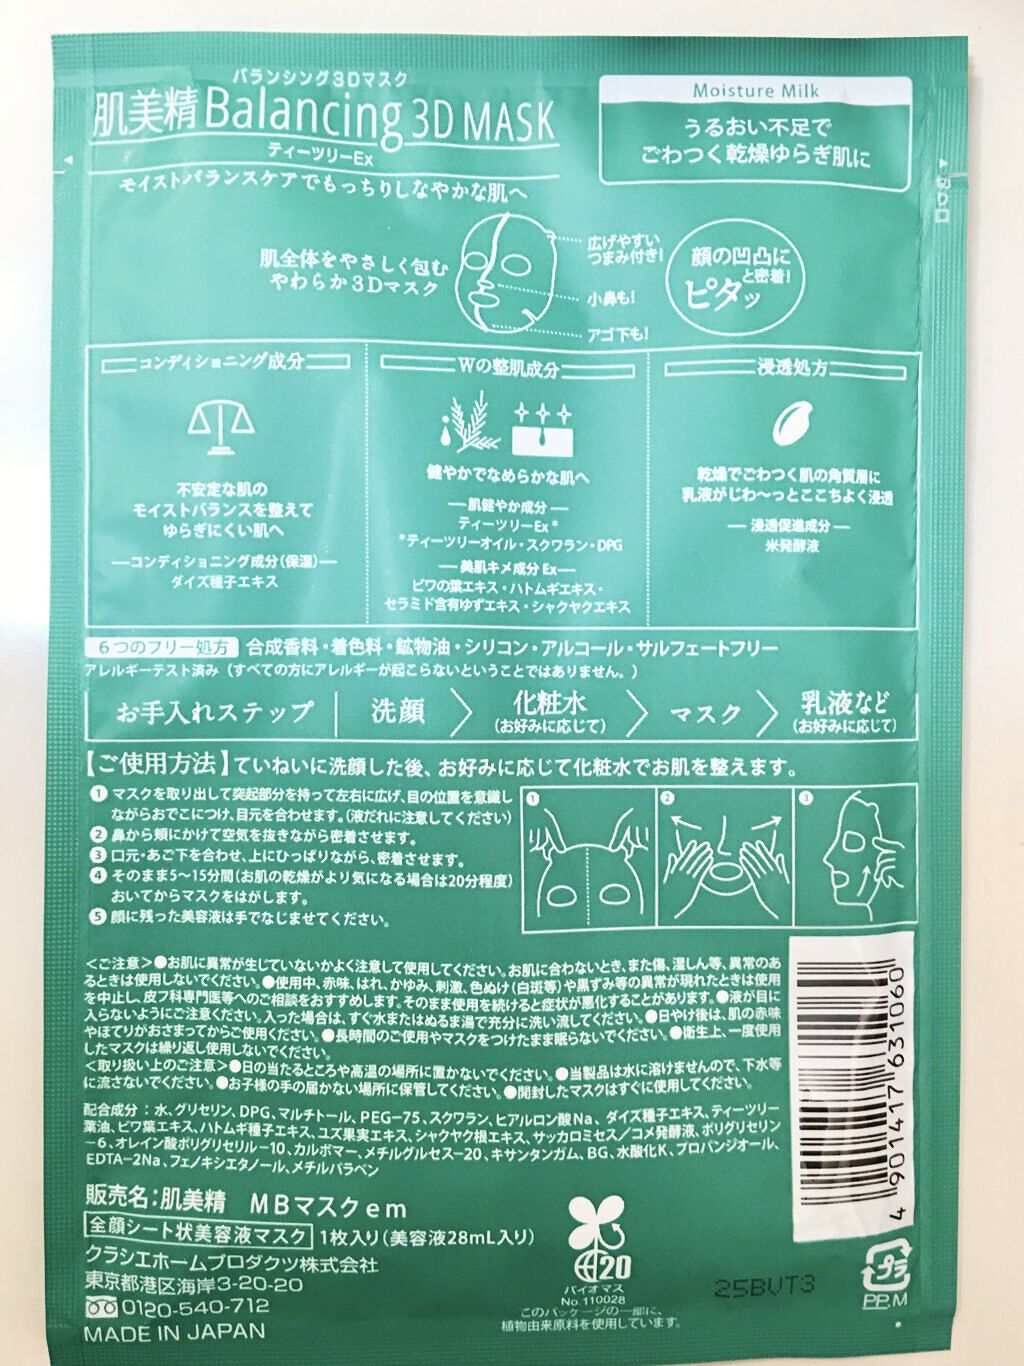 バランシング3Dマスク
肌美精 Balancing 3D MASK
ティーツリーEx
モイストバランスケアでもっちりしなやかな肌へ
Moisture Milk
うるおい不足で
ごわつく乾燥ゆらぎ肌に
肌全体をやさしく包む
やわらか3Dマスク
広げやすい
つまみ付き!
小鼻も!
アゴ下も!
顔の凹凸に
ピタッ
と密着!
コンディショニング成分
不安定な肌の
モイストバランスを整えて
ゆらぎにくい肌へ
―コンディショニング成分(保湿)―
ダイズ種子エキス
Wの整肌成分
健やかでなめらかな肌へ
― 肌健やか成分 ―
ティーツリーEx*
*ティーツリーオイル・スクワラン・DPG
― 美肌キメ成分 Ex―
ビワの葉エキス・ハトムギエキス・
セラミド含有ゆずエキス・シャクヤクエキス
浸透処方
乾燥でごわつく肌の角質層に
乳液がじわ〜っとここちよく浸透
― 浸透促進成分 ―
米発酵液
6つのフリー処方 合成香料・着色料・鉱物油・シリコン・アルコール・サルフェートフリー
アレルギーテスト済み(すべての方にアレルギーが起こらないということではありません。)
お手入れステップ 洗顔 化粧水 (お好みに応じて) マスク 乳液など (お好みに応じて)
【ご使用方法】ていねいに洗顔した後、お好みに応じて化粧水でお肌を整えます。
① マスクを取り出して突起部分を持って左右に広げ、目の位置を意識し
ながらおでこにつけ、目元を合わせます。(液だれに注意してください)
② 鼻から頬にかけて空気を抜きながら密着させます。
③ 口元・あご下を合わせ、上にひっぱりながら、密着させます。
④ そのまま5〜15分間(お肌の乾燥がより気になる場合は20分程度)
おいてからマスクをはがします。
⑤ 顔に残った美容液は手でなじませてください。
① ② ③
<ご注意>●お肌に異常が生じていないかよく注意して使用してください。お肌に合わないとき、また傷、湿しん等、異常のあ
るときは使用しないでください。●使用中、赤味、はれ、かゆみ、刺激、色ぬけ(白斑等)や黒ずみ等の異常が現れたときは使用
を中止し、皮フ科専門医等へのご相談をおすすめします。そのまま使用を続けると症状が悪化することがあります。●液が目に
入らないようにご注意ください。入った場合は、すぐ水またはぬるま湯で充分に洗い流してください。●日やけ後は、肌の赤味
やほてりがおさまってからご使用ください。●長時間のご使用やマスクをつけたまま眠らないでください。●衛生上、一度使用
したマスクは繰り返し使用しないでください。
<取り扱い上のご注意>●日の当たるところや高温の場所に置かないでください。●当製品は水に溶けませんので、下水等
に流さないでください。●お子様の手の届かない場所に保管してください。●開封したマスクはすぐに使用してください。
配合成分:水、グリセリン、DPG、マルチトール、PEG-75、スクワラン、ヒアルロン酸Na、ダイズ種子エキス、ティーツリー
葉油、ビワ葉エキス、ハトムギ種子エキス、ユズ果実エキス、シャクヤク根エキス、サッカロミセス/コメ発酵液、ポリグリセリン
-6、オレイン酸ポリグリセリル-10、カルボマー、メチルグルセス-20、キサンタンガム、BG、水酸化K、プロパンジオール、
EDTA-2Na、フェノキシエタノール、メチルパラベン
販売名:肌美精 MBマスクem
全顔シート状美容液マスク 1枚入り(美容液28mL入り)
クラシエホームプロダクツ株式会社
東京都港区海岸3-20-20
0120-540-712
MADE IN JAPAN
20
バイオマス
No.110028
このパッケージの一部に、
植物由来原料を使用しています。
25BUT3
4 901417 631060
プラ
PP.M